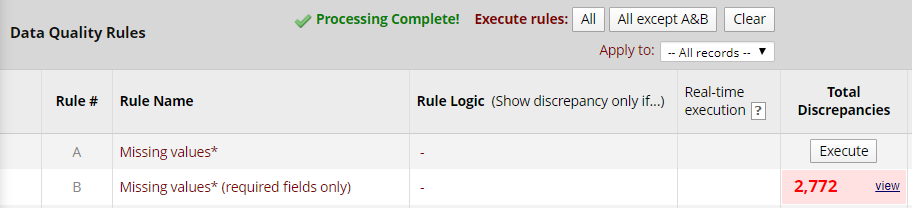 Data Quality Rules
Processing Complete! Execute rules: All All except A&B Clear
Apply to: -- All records --
Rule # Rule Name Rule Logic (Show discrepancy only if...) Real-time execution ? Total Discrepancies
A Missing values* - Execute
B Missing values* (required fields only) - 2,772 view